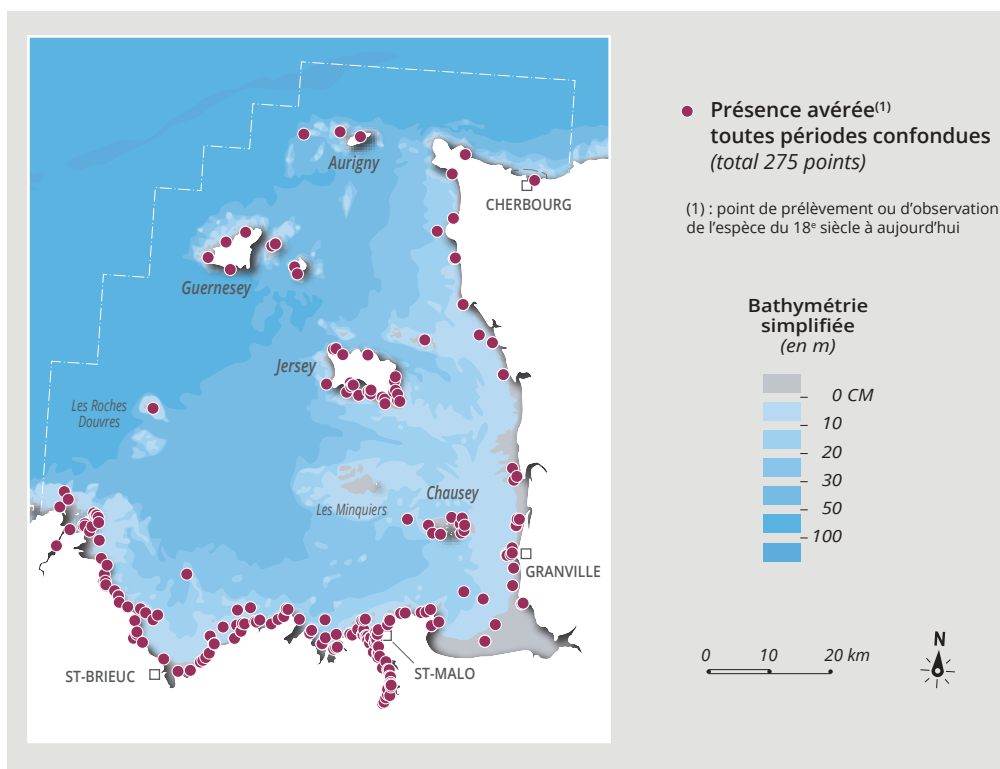 Aurigny
CHERBOURG
Guernesey
Jersey
Les Roches
Douvres
Les Minquiers
Chausey
GRANVILLE
ST-BRIEUC
ST-MALO
Présence avérée(1)
toutes périodes confondues
(total 275 points)
(1) : point de prélèvement ou d'observation
de l'espèce du 18e siècle à aujourd'hui
Bathymétrie
simplifiée
(en m)
0 CM
10
20
30
50
100
0 10 20 km
N